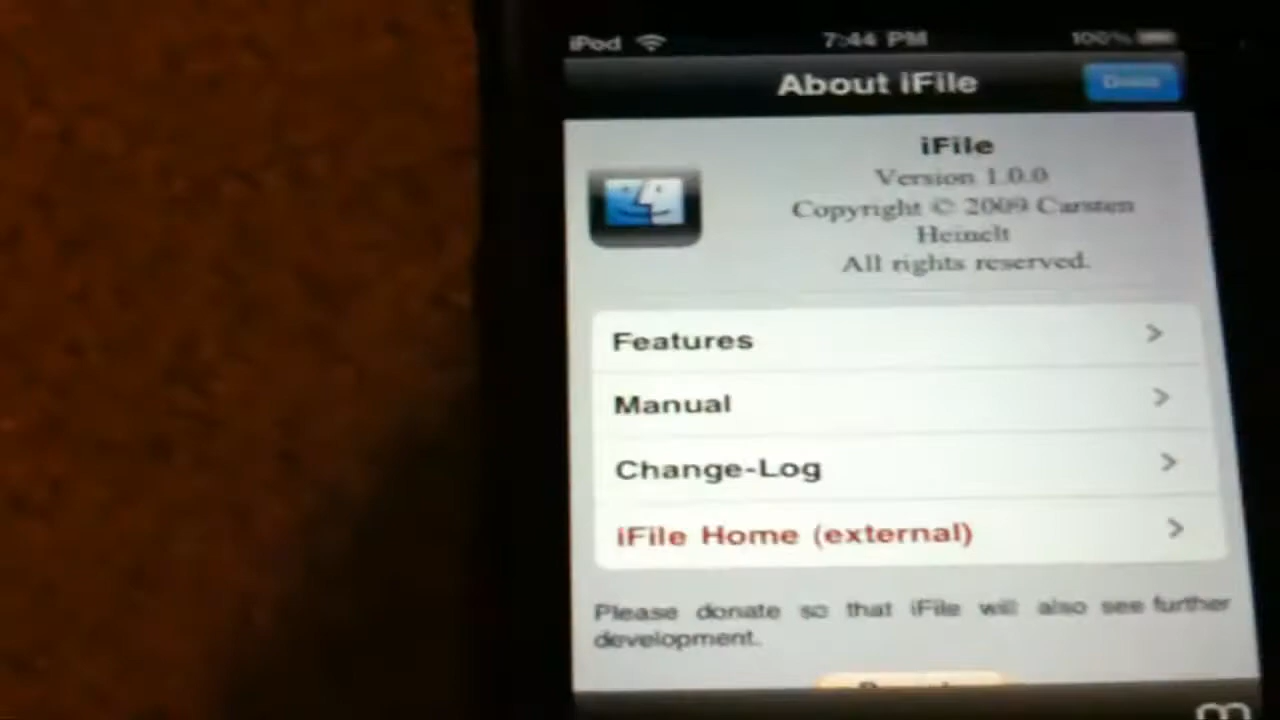 iPod 7:44 PM 100%
About iFile Done
iFile
Version 1.0.0
Copyright © 2009 Carsten
Heinelt
All rights reserved.
Features
Manual
Change-Log
iFile Home (external)
Please donate so that iFile will also see further
development.